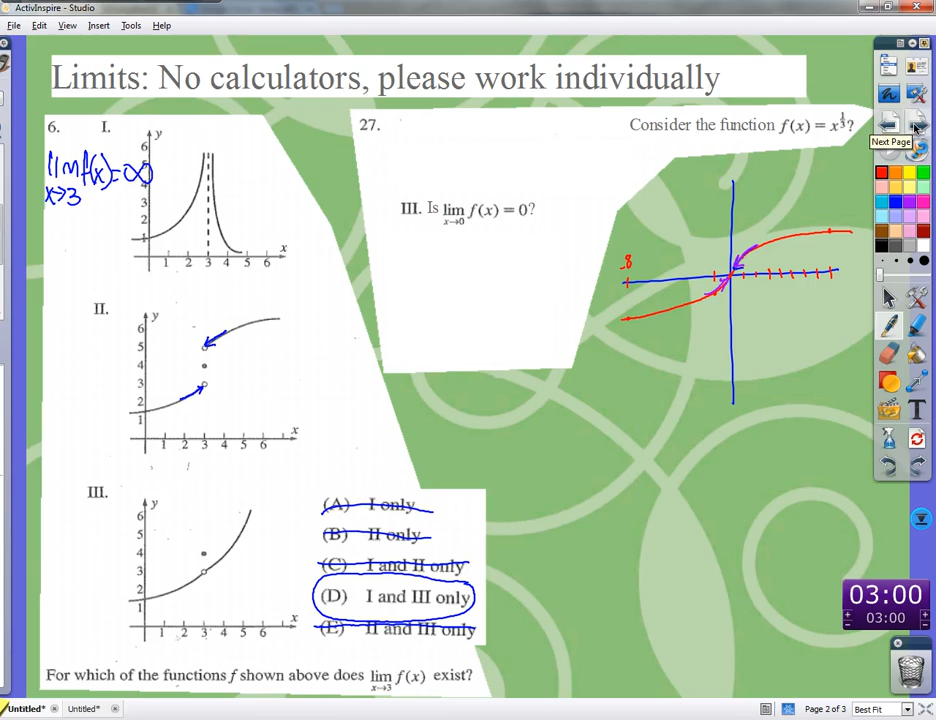 ActivInspire - Studio
File Edit View Insert Tools Help
Limits: No calculators, please work individually
6. I.
lim f(x) = ∞
x→3
y
6
5
4
3
2
1
1 2 3 4 5 6
x
II.
y
6
5
4
3
2
1
1 2 3 4 5 6
x
III.
y
6
5
4
3
2
1
1 2 3 4 5 6
x
(A) I only
(B) II only
(C) I and II only
(D) I and III only
(E) II and III only
For which of the functions f shown above does lim f(x) exist?
x→3
27.
Consider the function f(x) = x^(1/3)?
III. Is lim f(x) = 0?
x→0
-8
Next Page
T
03:00
03:00
Untitled* Untitled* Page 2 of 3 Best Fit